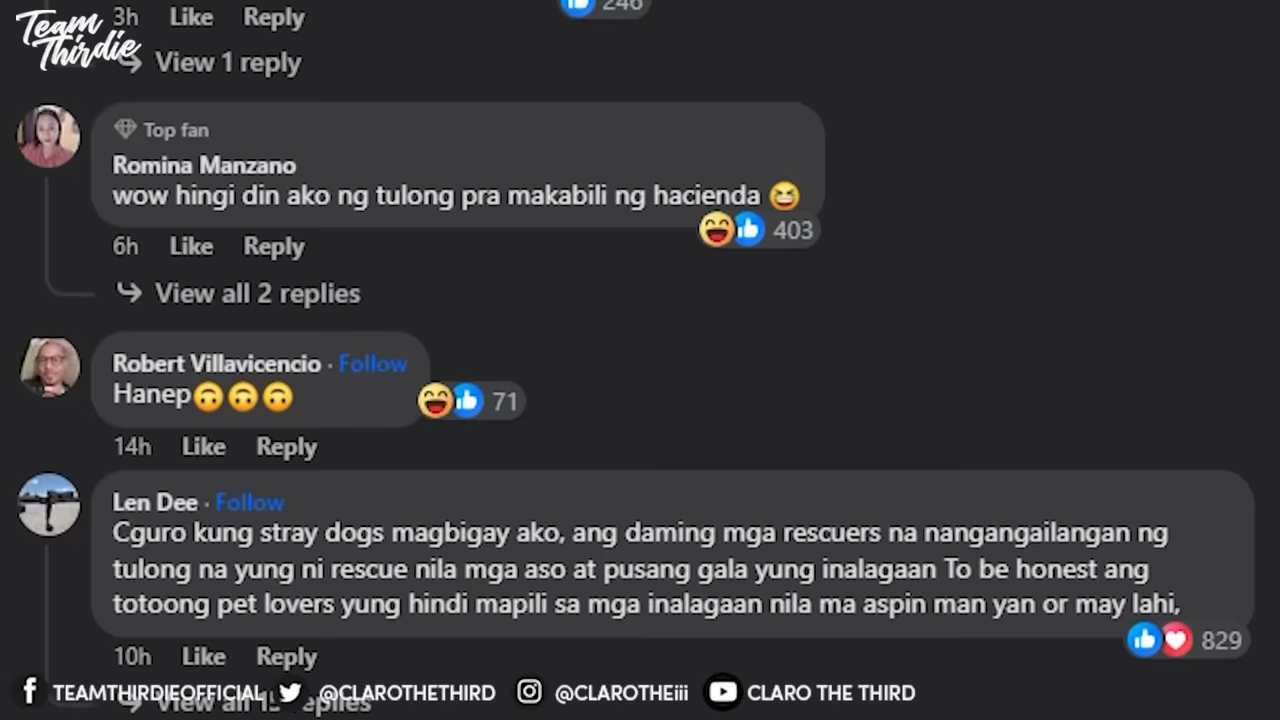 Team
Thirdie
3h Like Reply 246
View 1 reply
Top fan
Romina Manzano
wow hingi din ako ng tulong pra makabili ng hacienda 😆
403
6h Like Reply
View all 2 replies
Robert Villavicencio · Follow
Hanep🙃🙃🙃
71
14h Like Reply
Len Dee · Follow
Cguro kung stray dogs magbigay ako, ang daming mga rescuers na nangangailangan ng
tulong na yung ni rescue nila mga aso at pusang gala yung inalagaan To be honest ang
totoong pet lovers yung hindi mapili sa mga inalagaan nila ma aspin man yan or may lahi,
829
10h Like Reply
TEAMTHIRDIEOFFICIAL @CLAROTHETHIRD @CLAROTHEiii CLARO THE THIRD
View all replies